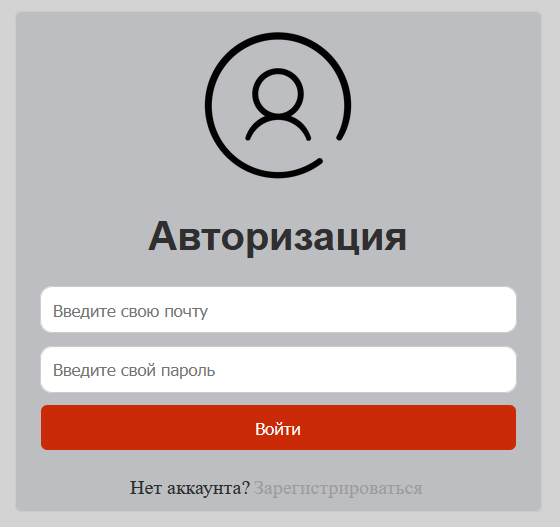 Авторизация
Введите свою почту
Введите свой пароль
Войти
Нет аккаунта? Зарегистрироваться